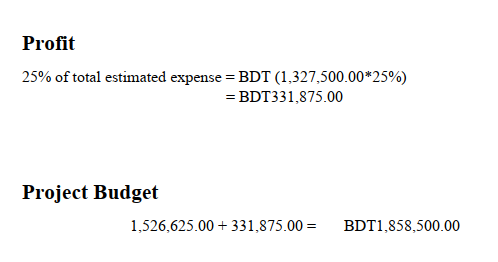 Profit
25% of total estimated expense = BDT (1,327,500.00*25%)
= BDT331,875.00
Project Budget
1,526,625.00 + 331,875.00 = BDT1,858,500.00